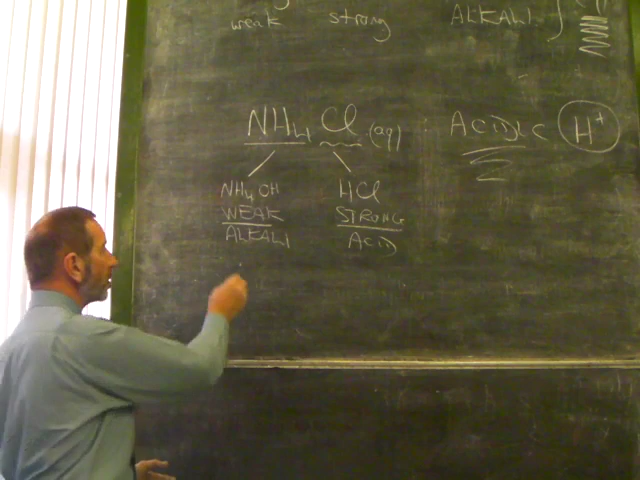 weak strong ALKALI
NH4 Cl (aq) : ACIDIC H+
NH4OH HCl
WEAK STRONG
ALKALI ACID